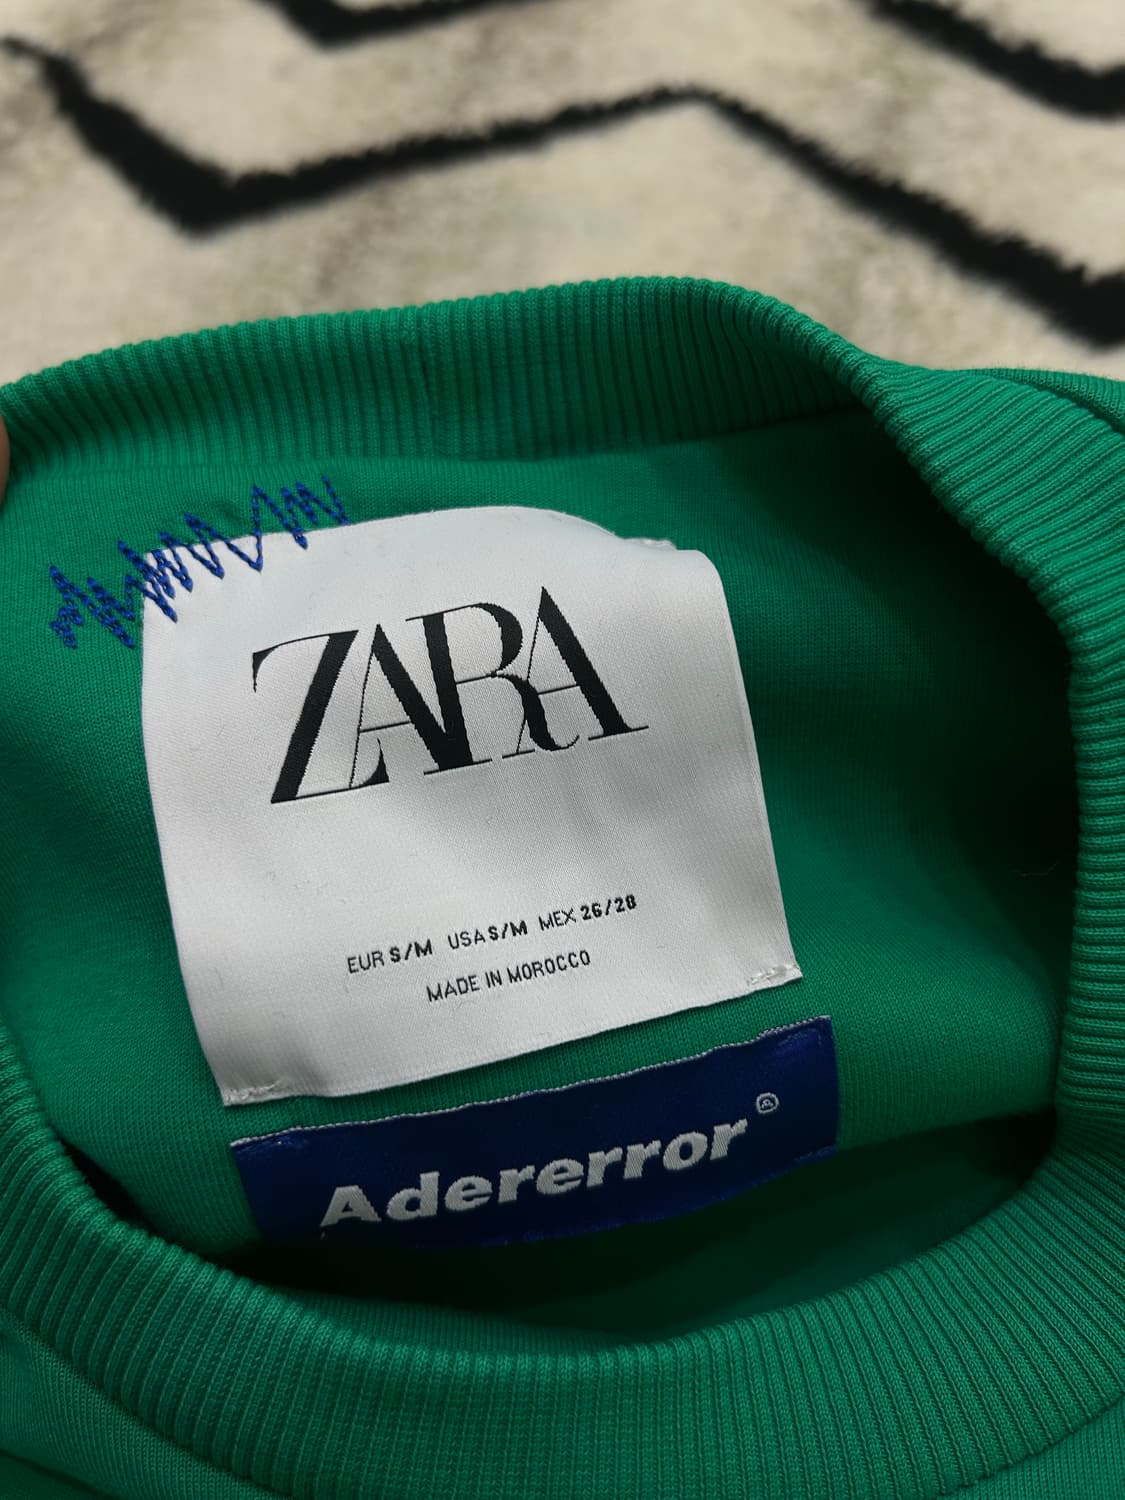 ZARA
EUR S/M USA S/M MEX 26/28
MADE IN MOROCCO
Adererror